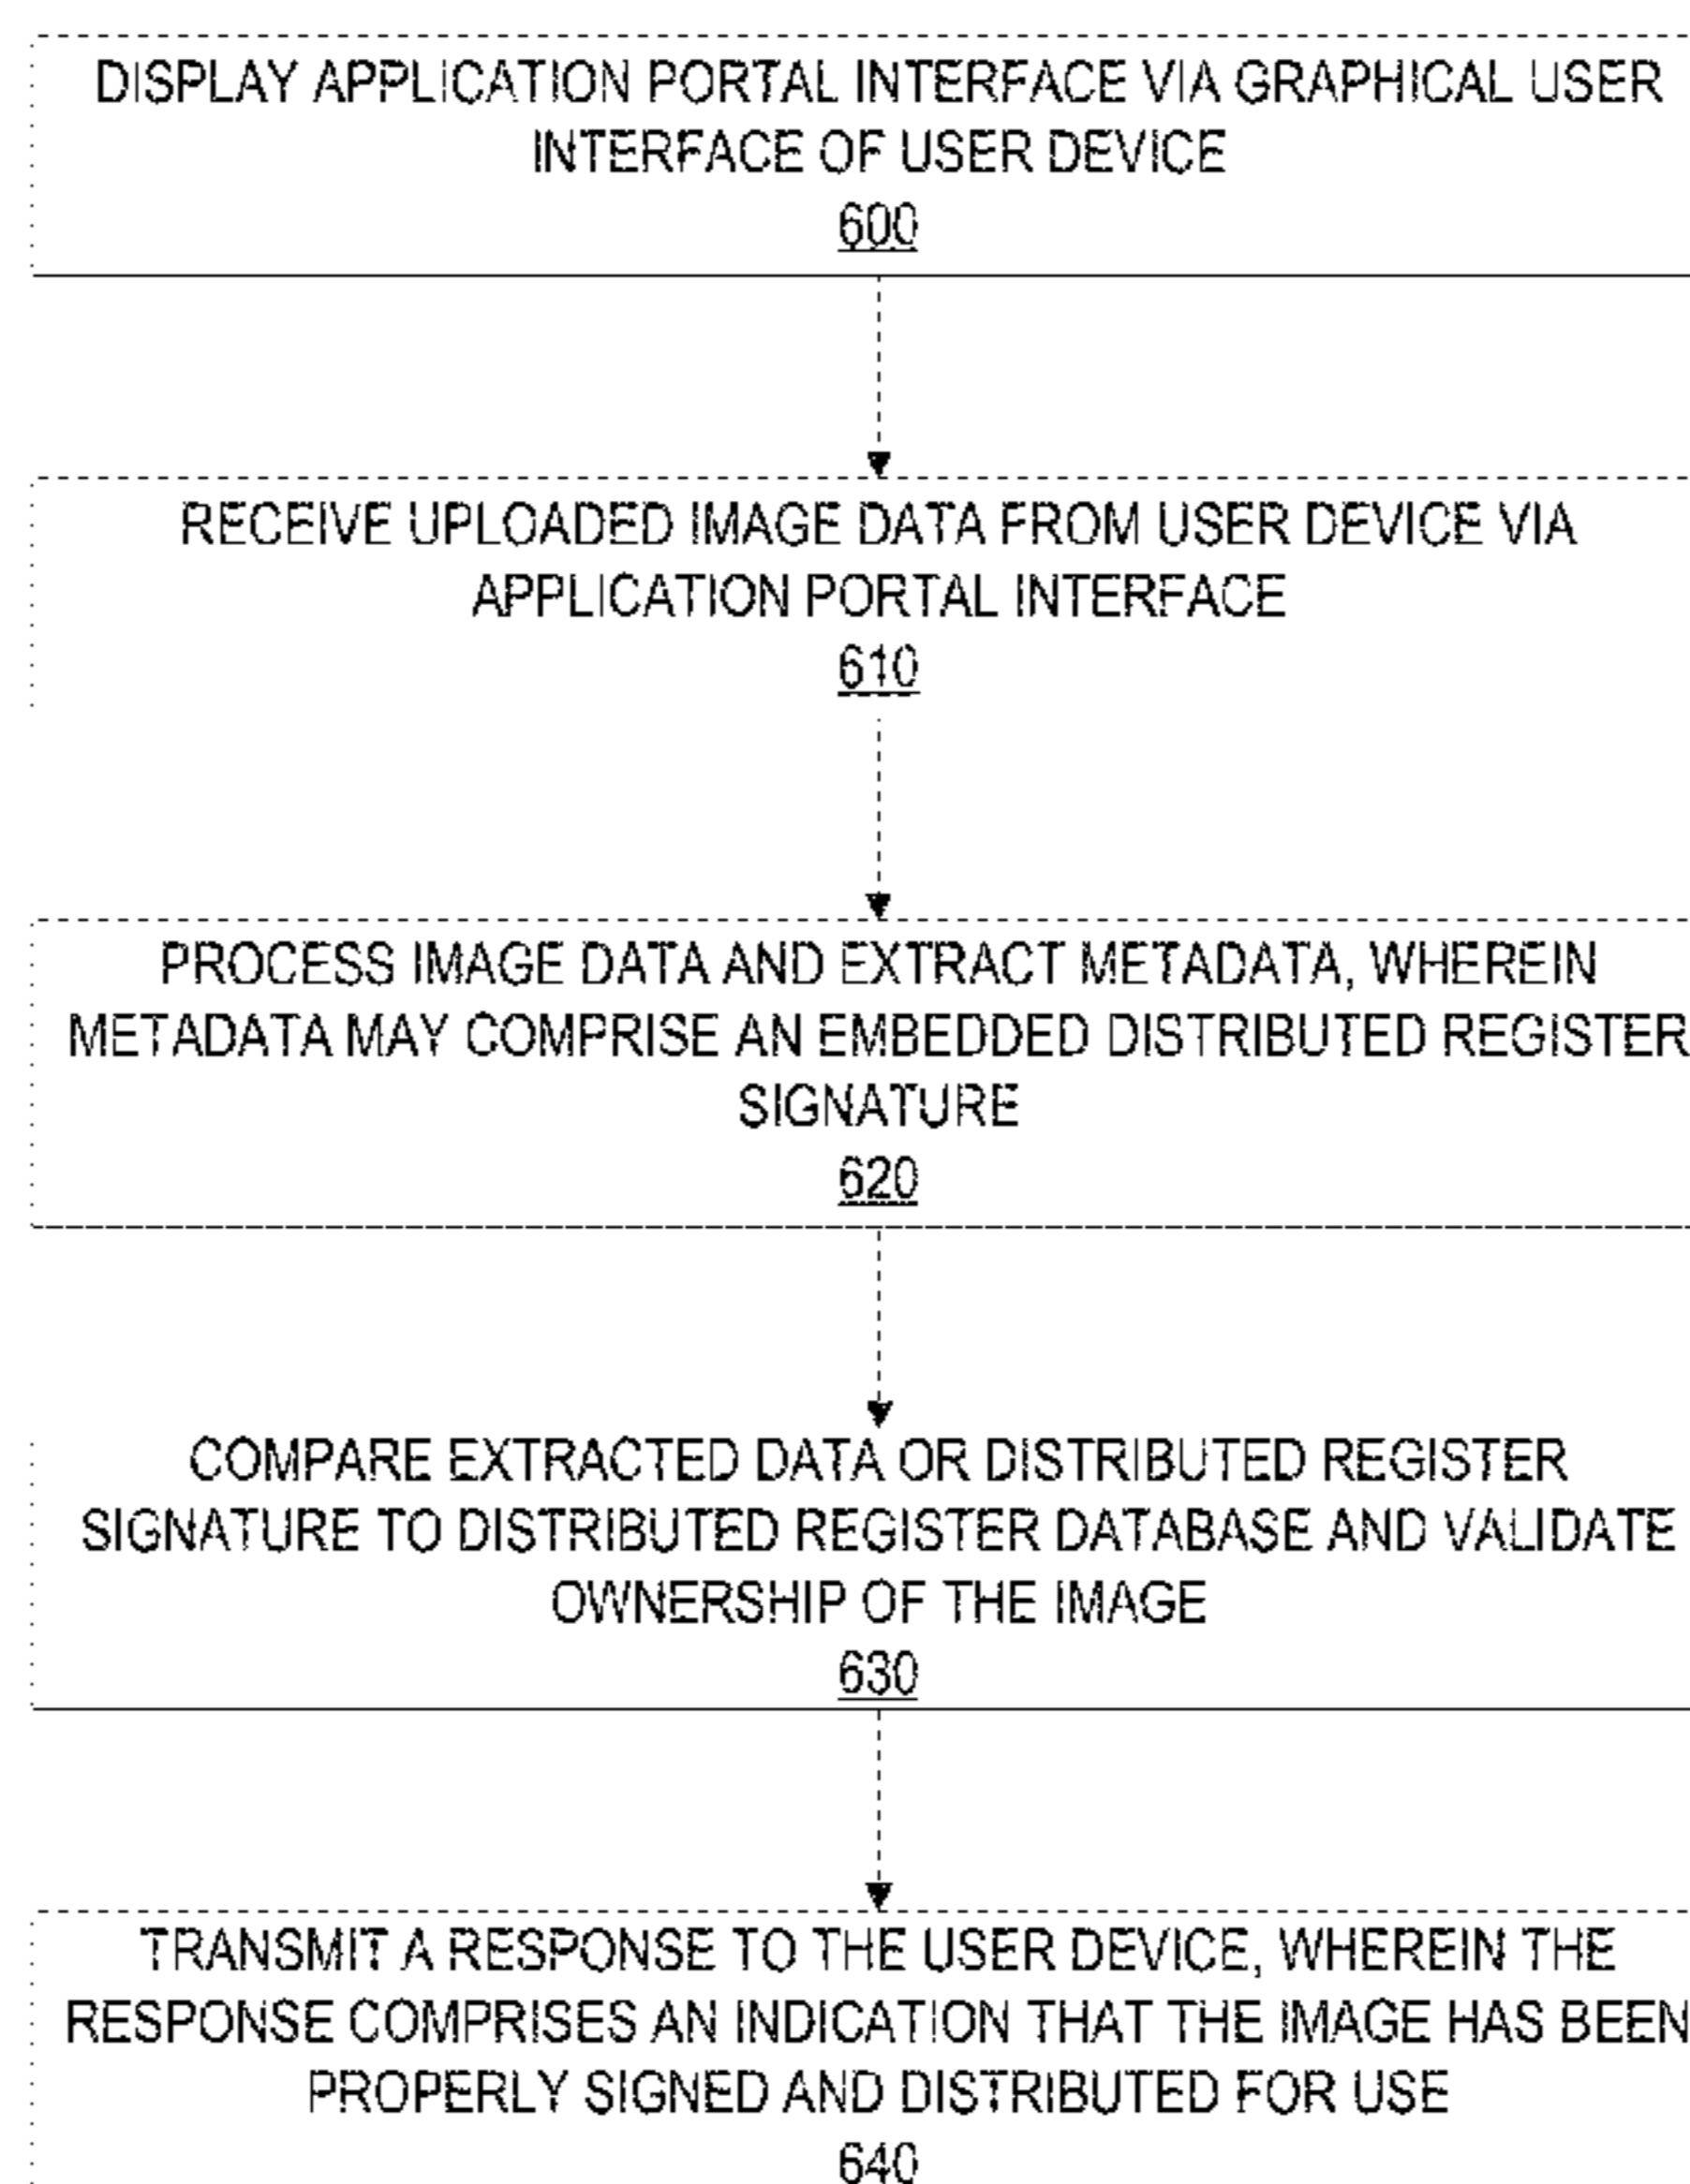 DISPLAY APPLICATION PORTAL INTERFACE VIA GRAPHICAL USER
INTERFACE OF USER DEVICE
600
RECEIVE UPLOADED IMAGE DATA FROM USER DEVICE VIA
APPLICATION PORTAL INTERFACE
610
PROCESS IMAGE DATA AND EXTRACT METADATA, WHEREIN
METADATA MAY COMPRISE AN EMBEDDED DISTRIBUTED REGISTER
SIGNATURE
620
COMPARE EXTRACTED DATA OR DISTRIBUTED REGISTER
SIGNATURE TO DISTRIBUTED REGISTER DATABASE AND VALIDATE
OWNERSHIP OF THE IMAGE
630
TRANSMIT A RESPONSE TO THE USER DEVICE, WHEREIN THE
RESPONSE COMPRISES AN INDICATION THAT THE IMAGE HAS BEEN
PROPERLY SIGNED AND DISTRIBUTED FOR USE
640